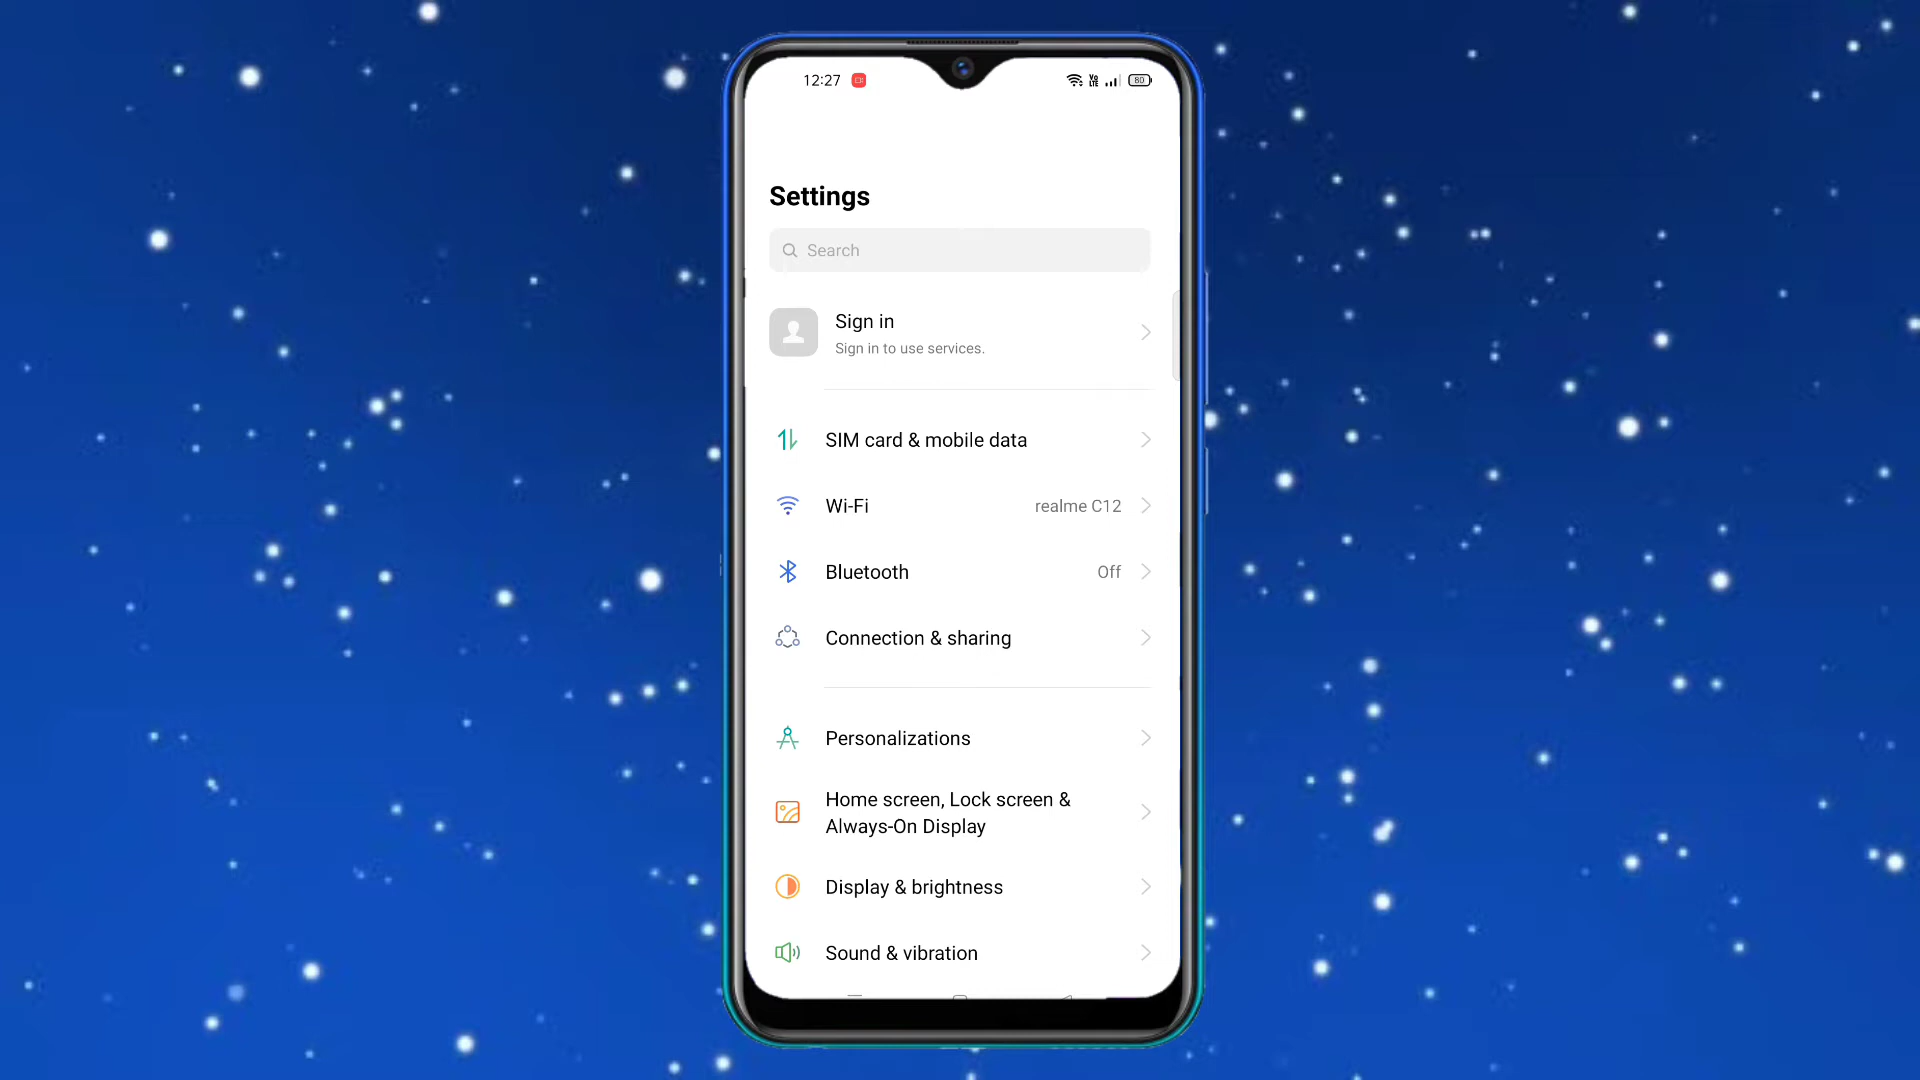 12:27
80
Settings
Search
Sign in
Sign in to use services.
SIM card & mobile data
Wi-Fi realme C12
Bluetooth Off
Connection & sharing
Personalizations
Home screen, Lock screen &
Always-On Display
Display & brightness
Sound & vibration